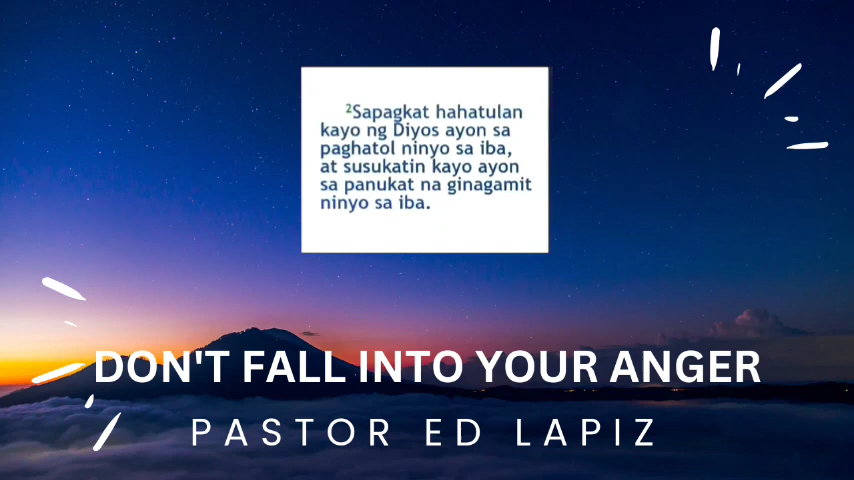 ²Sapagkat hahatulan
kayo ng Diyos ayon sa
paghatol ninyo sa iba,
at susukatin kayo ayon
sa panukat na ginagamit
ninyo sa iba.
DON'T FALL INTO YOUR ANGER
PASTOR ED LAPIZ